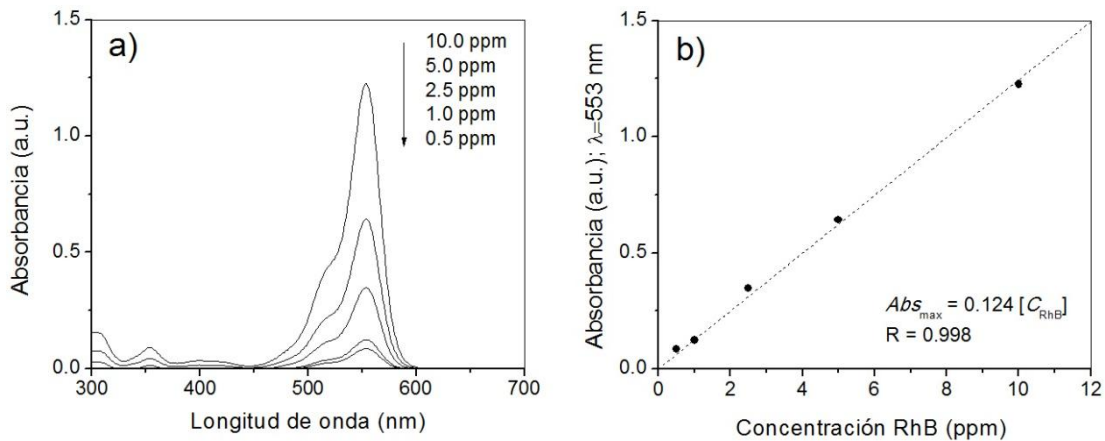 a)
10.0 ppm
5.0 ppm
2.5 ppm
1.0 ppm
0.5 ppm
Absorbancia (a.u.)
1.5
1.0
0.5
0.0
300 400 500 600 700
Longitud de onda (nm)
b)
Absorbancia (a.u.); λ=553 nm
1.5
1.0
0.5
0.0
Abs_max = 0.124 [C_RhB]
R = 0.998
0 2 4 6 8 10 12
Concentración RhB (ppm)